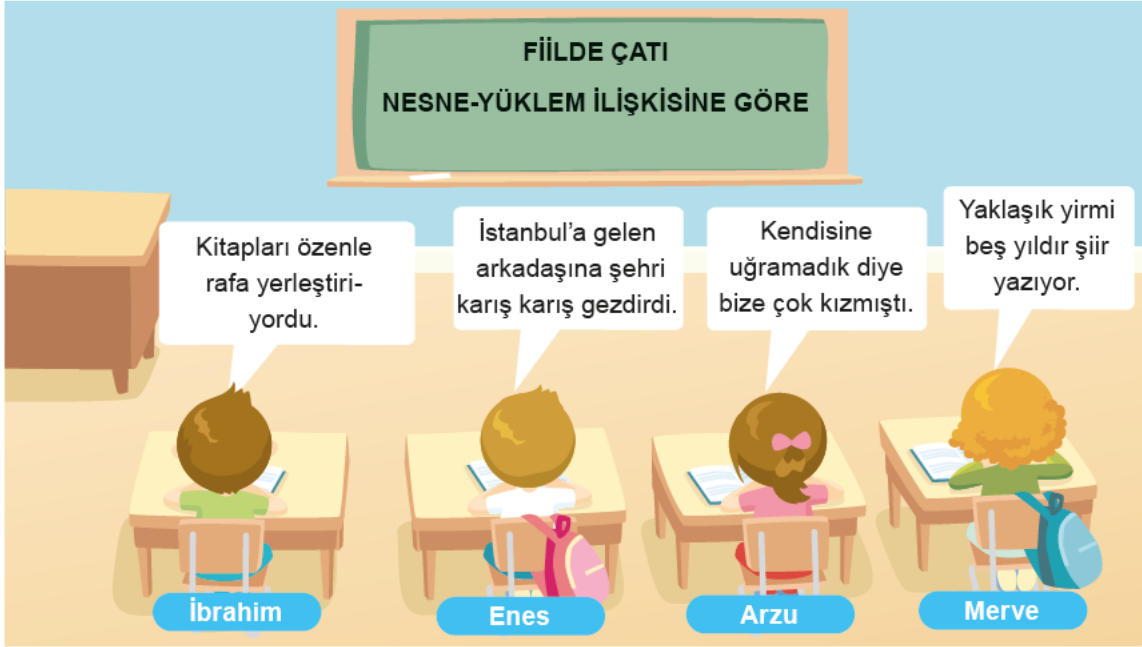 FİİLDE ÇATI
NESNE-YÜKLEM İLİŞKİSİNE GÖRE
Kitapları özenle
rafa yerleştiri-
yordu.
İstanbul’a gelen
arkadaşına şehri
karış karış gezdirdi.
Kendisine
uğramadık diye
bize çok kızmıştı.
Yaklaşık yirmi
beş yıldır şiir
yazıyor.
İbrahim
Enes
Arzu
Merve